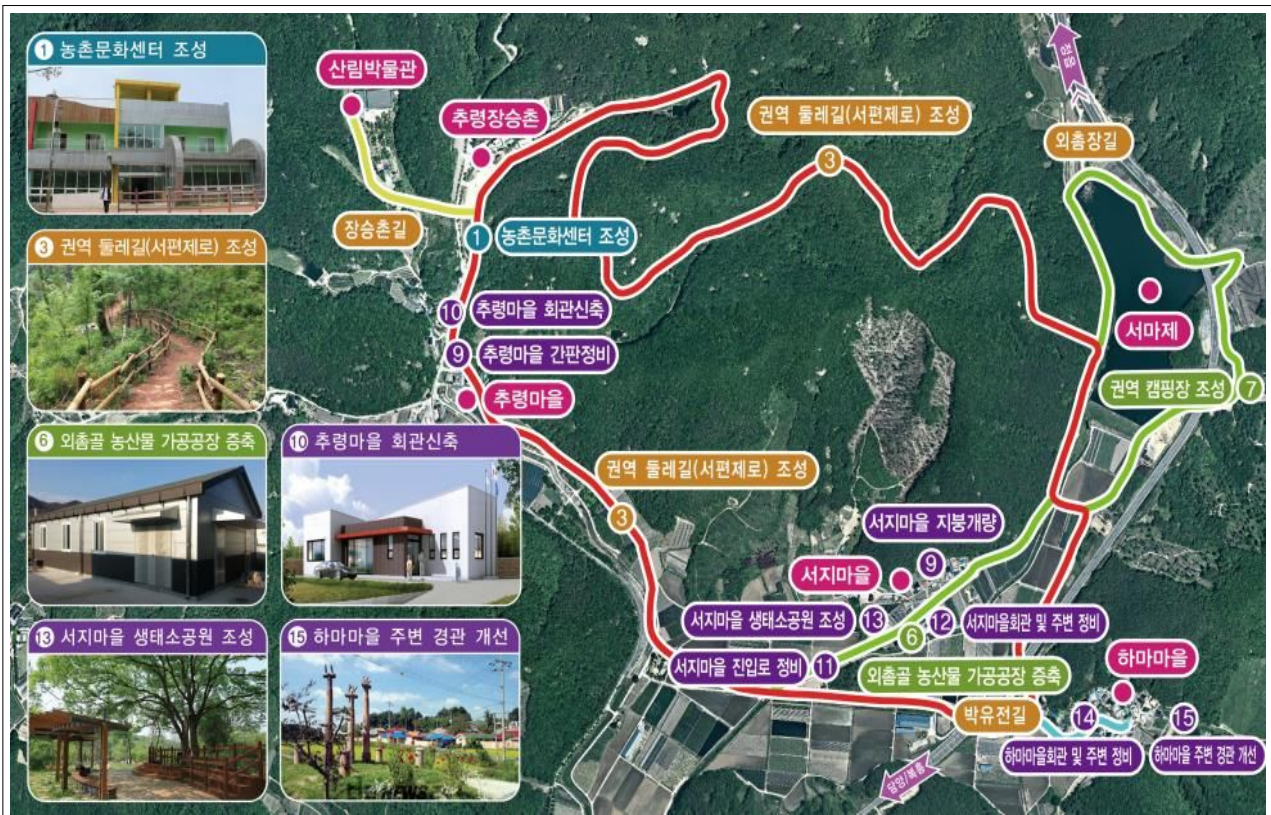 1 농촌문화센터 조성
3 권역 둘레길(서편제로) 조성
6 외촘골 농산물 가공공장 증축
10 추령마을 회관신축
13 서지마을 생태소공원 조성
15 하마마을 주변 경관 개선
산림박물관
추령장승촌
장승촌길
1 농촌문화센터 조성
10 추령마을 회관신축
9 추령마을 간판정비
추령마을
권역 둘레길(서편제로) 조성
3
권역 둘레길(서편제로) 조성
3
정읍
외촘장길
서마제
권역 캠핑장 조성 7
서지마을 지붕개량
9
서지마을
서지마을 생태소공원 조성 13
12 서지마을회관 및 주변 정비
6
외촘골 농산물 가공공장 증축
서지마을 진입로 정비 11
하마마을
박유전길
14
하마마을회관 및 주변 정비
15
하마마을 주변 경관 개선
담양/복흥
NEWS